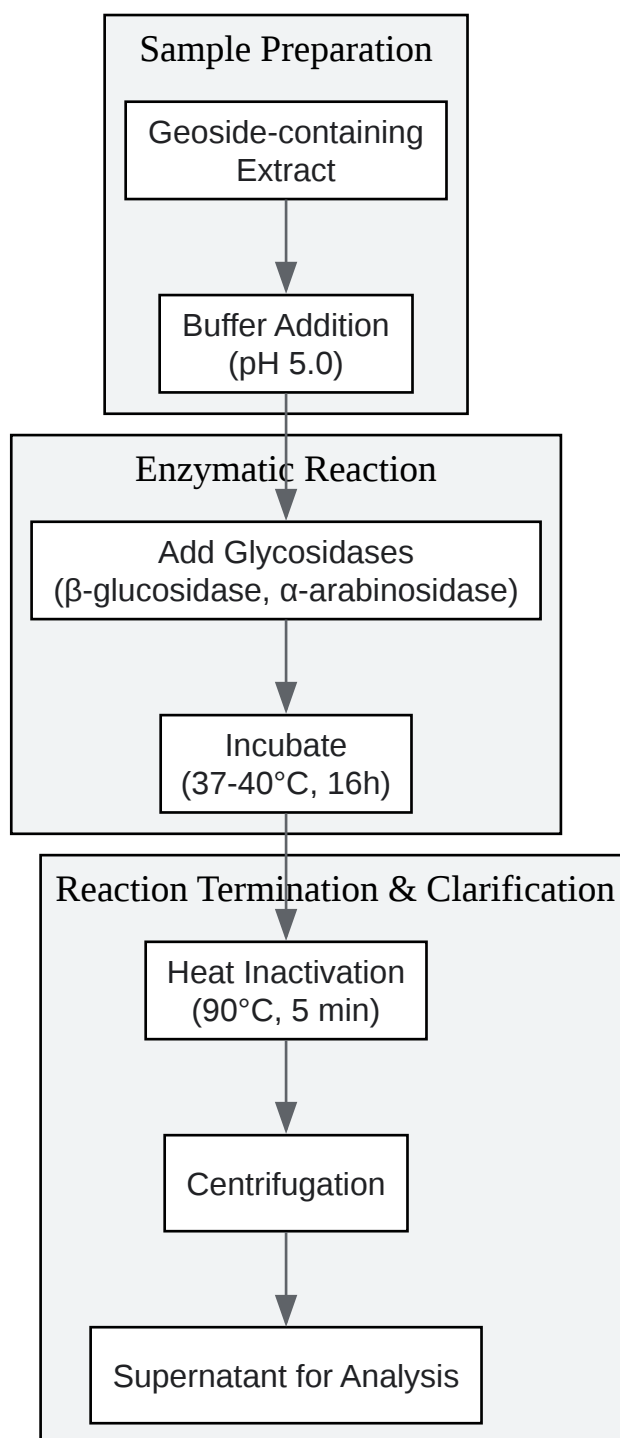 Sample Preparation
Geoside-containing
Extract
Buffer Addition
(pH 5.0)
Enzymatic Reaction
Add Glycosidases
(β-glucosidase, α-arabinosidase)
Incubate
(37-40°C, 16h)
Reaction Termination & Clarification
Heat Inactivation
(90°C, 5 min)
Centrifugation
Supernatant for Analysis